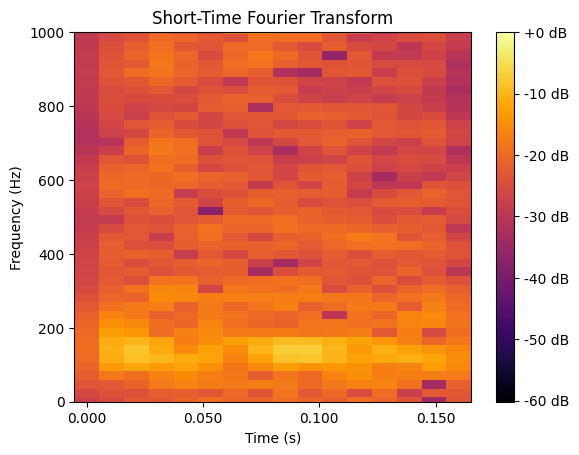 Short-Time Fourier Transform
1000
800
600
400
200
0
Frequency (Hz)
0.000
0.050
0.100
0.150
Time (s)
+0 dB
-10 dB
-20 dB
-30 dB
-40 dB
-50 dB
-60 dB